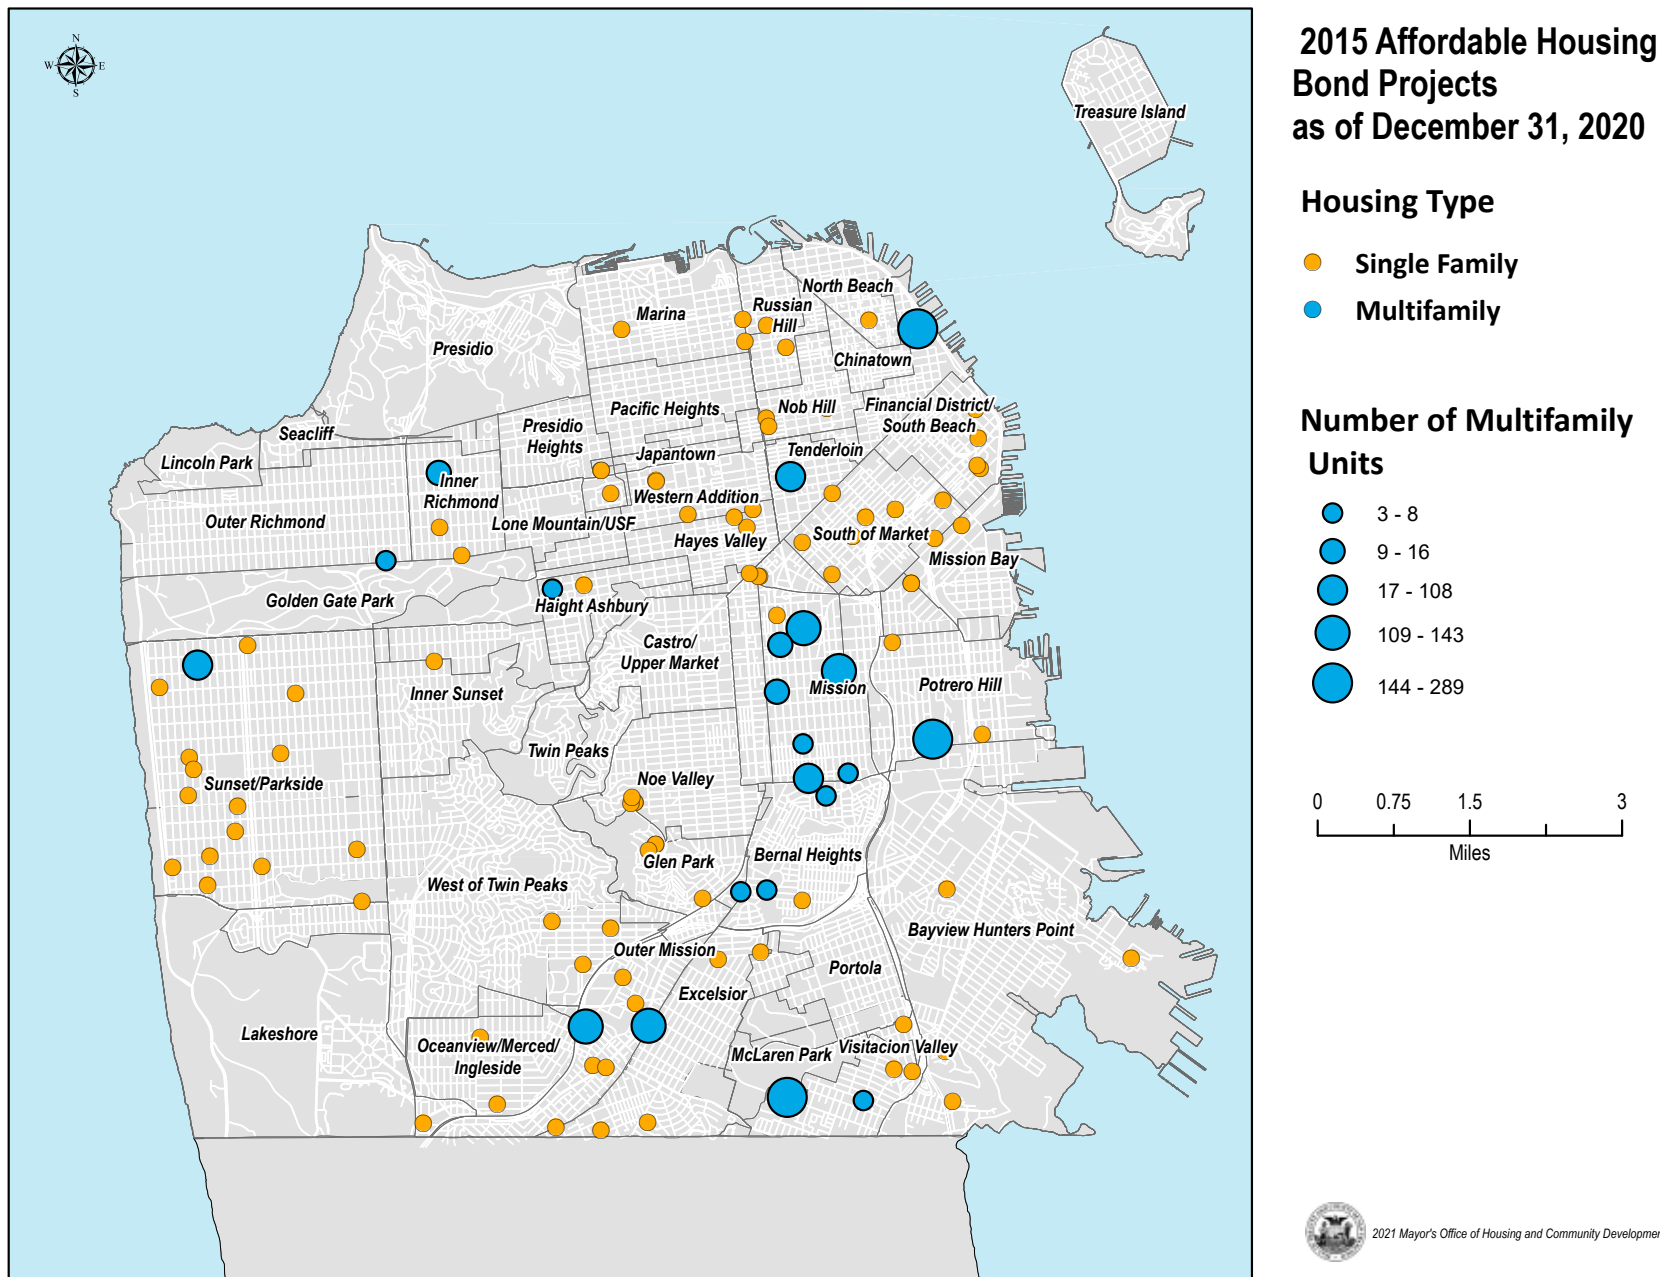 2015 Affordable Housing
Bond Projects
as of December 31, 2020
Housing Type
Single Family
Multifamily
Number of Multifamily
Units
3 - 8
9 - 16
17 - 108
109 - 143
144 - 289
0 0.75 1.5 3
Miles
2021 Mayor's Office of Housing and Community Developmen
N
W E
S
Treasure Island
North Beach
Russian
Hill
Marina
Presidio
Chinatown
Pacific Heights
Nob Hill
Financial District/
South Beach
Presidio
Heights
Seacliff
Lincoln Park
Japantown
Tenderloin
Inner
Richmond
Western Addition
Outer Richmond
Lone Mountain/USF
Hayes Valley
South of Market
Mission Bay
Golden Gate Park
Haight Ashbury
Castro/
Upper Market
Inner Sunset
Mission
Potrero Hill
Twin Peaks
Noe Valley
Sunset/Parkside
Glen Park
Bernal Heights
West of Twin Peaks
Bayview Hunters Point
Outer Mission
Portola
Excelsior
Lakeshore
Oceanview/Merced/
Ingleside
McLaren Park
Visitacion Valley